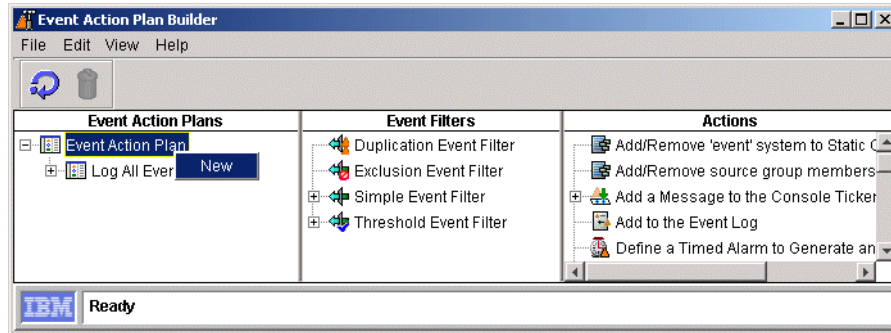 Event Action Plan Builder
File Edit View Help
Event Action Plans
Event Action Plan
Log All Ever
New
Event Filters
Duplication Event Filter
Exclusion Event Filter
Simple Event Filter
Threshold Event Filter
Actions
Add/Remove 'event' system to Static
Add/Remove source group members
Add a Message to the Console Ticker
Add to the Event Log
Define a Timed Alarm to Generate an
IBM
Ready